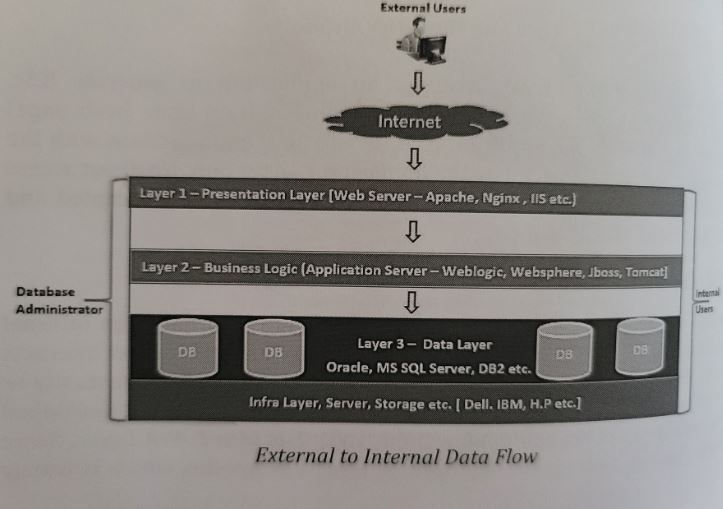 External Users
Internet
Layer 1 – Presentation Layer [Web Server – Apache, Nginx , IIS etc.]
Layer 2 – Business Logic [Application Server – Weblogic, Websphere, Jboss, Tomcat]
Database
Administrator
Internal
Users
DB
DB
Layer 3 – Data Layer
Oracle, MS SQL Server, DB2 etc.
DB
DB
Infra Layer, Server, Storage etc. [ Dell. IBM, H.P etc.]
External to Internal Data Flow